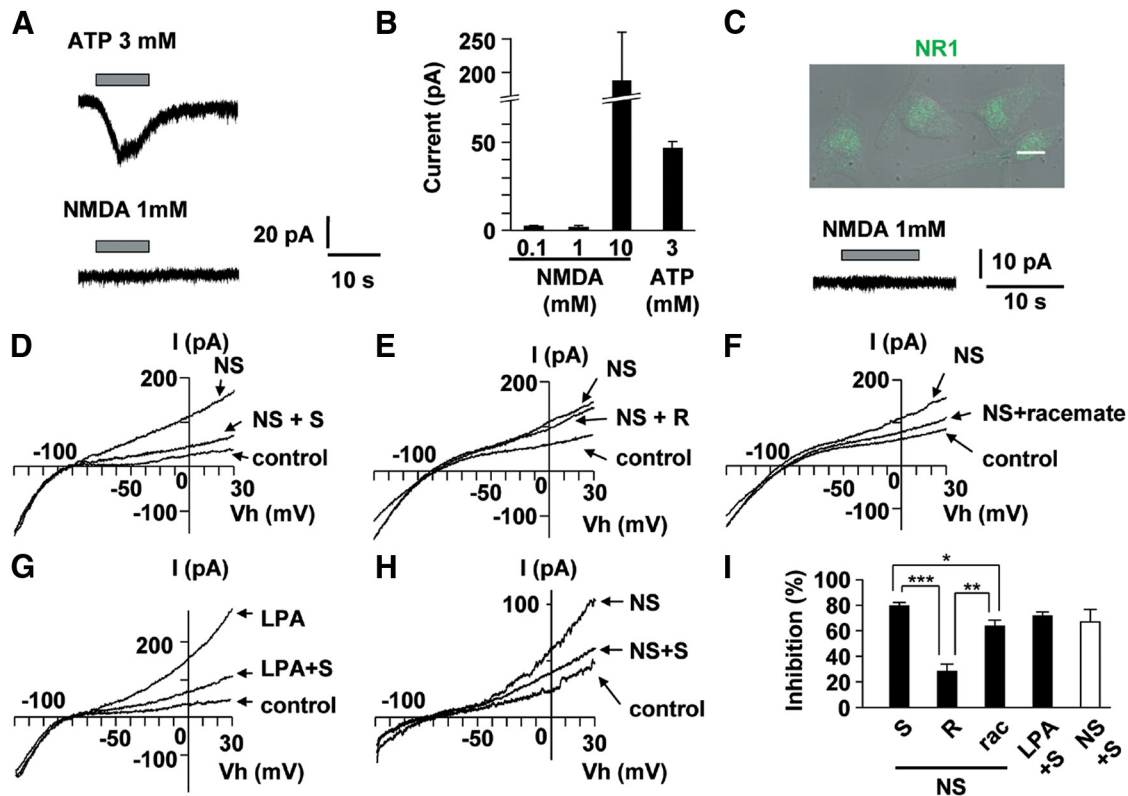 A
ATP 3 mM
NMDA 1mM
20 pA
10 s
B
Current (pA)
250
200
50
0
0.1 1 10 3
NMDA ATP
(mM) (mM)
C
NR1
NMDA 1mM
10 pA
10 s
D
I (pA)
NS
200
NS + S
-100
control
-50 0 30
-100
Vh (mV)
E
I (pA)
NS
200
NS + R
-100
control
-50 0 30
-100
Vh (mV)
F
I (pA)
NS
200
NS+racemate
-100
control
-50 0 30
-100
Vh (mV)
G
I (pA)
LPA
200
LPA+S
-100
control
-50 0 30
-100
Vh (mV)
H
I (pA)
100
NS
NS+S
-100
control
-50 0 30
Vh (mV)
I
Inhibition (%)
100
80
60
40
20
0
*
***
**
S R rac LPA +S NS +S
NS